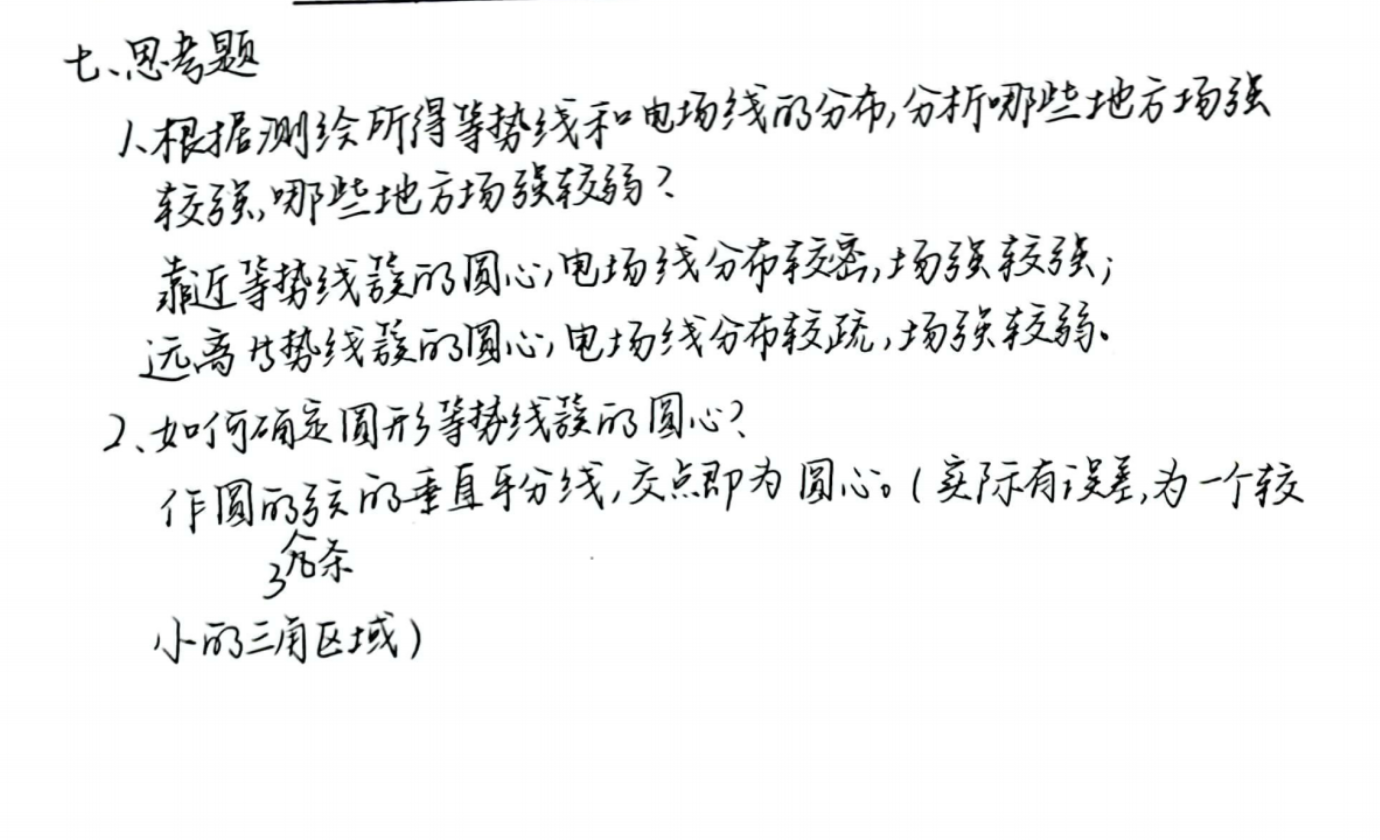 七、思考题
1、根据测绘所得等势线和电场线的分布,分析哪些地方场强
较强,哪些地方场强较弱?
靠近等势线簇的圆心,电场线分布较密,场强较强;
远离等势线簇的圆心,电场线分布较疏,场强较弱。
2、如何确定圆形等势线簇的圆心?
作圆的弦的垂直平分线,交点即为圆心。(实际有误差,为一个较
3条
小的三角区域)